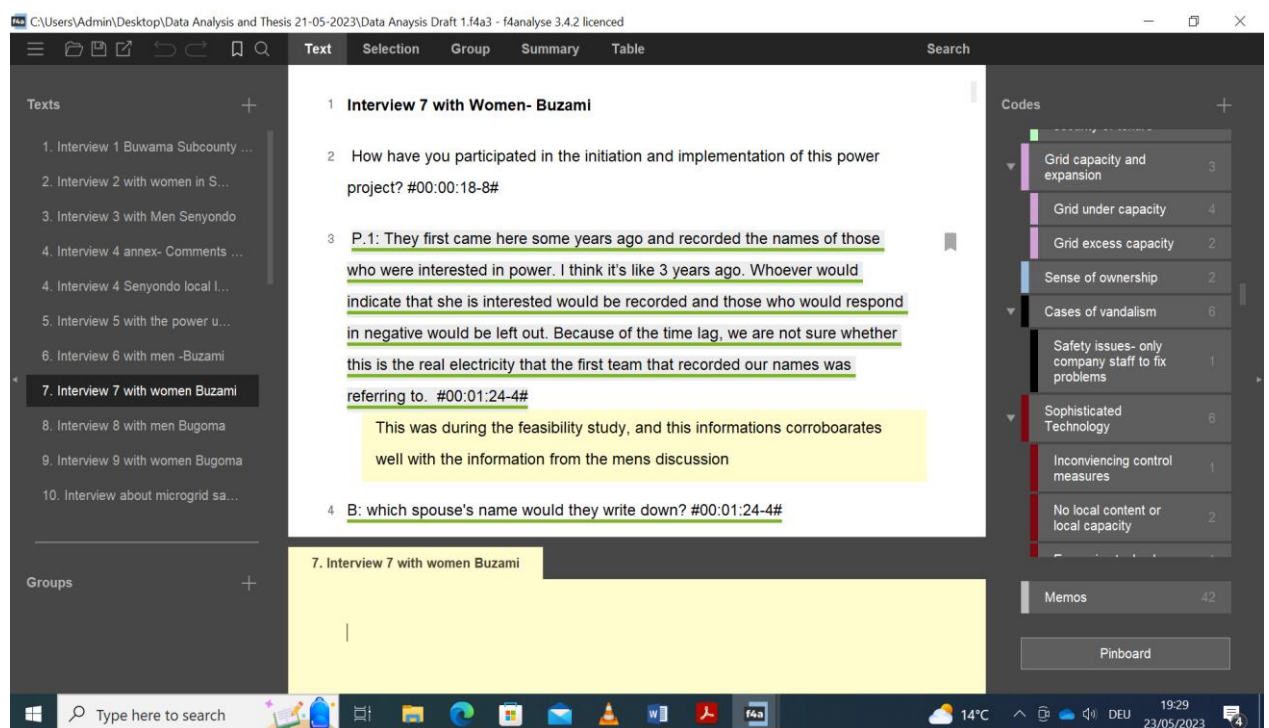 C:\Users\Admin\Desktop\Data Analysis and Thesis 21-05-2023\Data Anaysis Draft 1.f4a3 - f4analyse 3.4.2 licenced
Text Selection Group Summary Table Search
Texts
1. Interview 1 Buwama Subcounty ...
2. Interview 2 with women in S...
3. Interview 3 with Men Senyondo
4. Interview 4 annex- Comments ...
4. Interview 4 Senyondo local l...
5. Interview 5 with the power u...
6. Interview 6 with men -Buzami
7. Interview 7 with women Buzami
8. Interview 8 with men Bugoma
9. Interview 9 with women Bugoma
10. Interview about microgrid sa...
Groups
1 Interview 7 with Women- Buzami
2 How have you participated in the initiation and implementation of this power
project? #00:00:18-8#
3 P.1: They first came here some years ago and recorded the names of those
who were interested in power. I think it's like 3 years ago. Whoever would
indicate that she is interested would be recorded and those who would respond
in negative would be left out. Because of the time lag, we are not sure whether
this is the real electricity that the first team that recorded our names was
referring to. #00:01:24-4#
This was during the feasibility study, and this informations corroboarates
well with the information from the mens discussion
4 B: which spouse's name would they write down? #00:01:24-4#
7. Interview 7 with women Buzami
Codes
Grid capacity and
expansion 3
Grid under capacity 4
Grid excess capacity 2
Sense of ownership 2
Cases of vandalism 6
Safety issues- only
company staff to fix
problems 1
Sophisticated
Technology 6
Inconviencing control
measures 1
No local content or
local capacity 2
Memos 42
Pinboard
Type here to search
f4a
14°C
DEU
19:29
23/05/2023
4